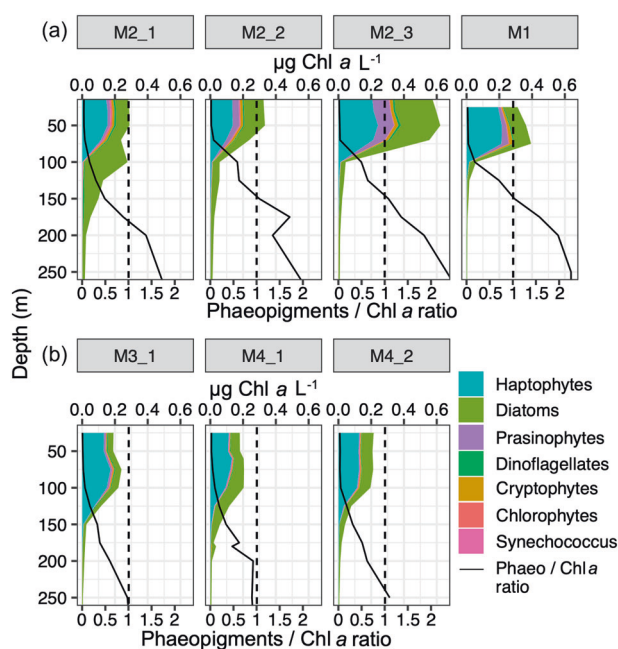 (a) M2_1 M2_2 M2_3 M1
µg Chl a L⁻¹
0 0.2 0.4 0.6 0 0.2 0.4 0.6 0 0.2 0.4 0.6 0 0.2 0.4 0.6
50
100
150
200
250
0 0.5 1 1.5 2 0 0.5 1 1.5 2 0 0.5 1 1.5 2 0 0.5 1 1.5 2
Phaeopigments / Chl a ratio
Depth (m)
(b) M3_1 M4_1 M4_2
µg Chl a L⁻¹
0 0.2 0.4 0.6 0 0.2 0.4 0.6 0 0.2 0.4 0.6
50
100
150
200
250
0 0.5 1 1.5 2 0 0.5 1 1.5 2 0 0.5 1 1.5 2
Phaeopigments / Chl a ratio
Haptophytes
Diatoms
Prasinophytes
Dinoflagellates
Cryptophytes
Chlorophytes
Synechococcus
Phaeo / Chl a
ratio